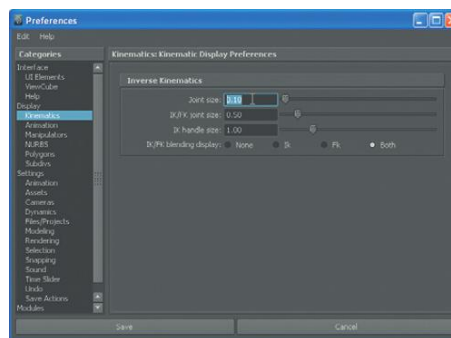 Preferences
Edit Help
Categories
Kinematics: Kinematic Display Preferences
Interface
UI Elements
ViewCube
Help
Display
Kinematics
Animation
Manipulators
NURBS
Polygons
Subdivs
Settings
Animation
Assets
Cameras
Dynamics
Files/Projects
Modeling
Rendering
Selection
Snapping
Sound
Time Slider
Undo
Save Actions
Modules
Inverse Kinematics
Joint size: 0.10
IK/FK joint size: 0.50
IK handle size: 1.00
IK/FK blending display: None Ik Fk Both
Save Cancel